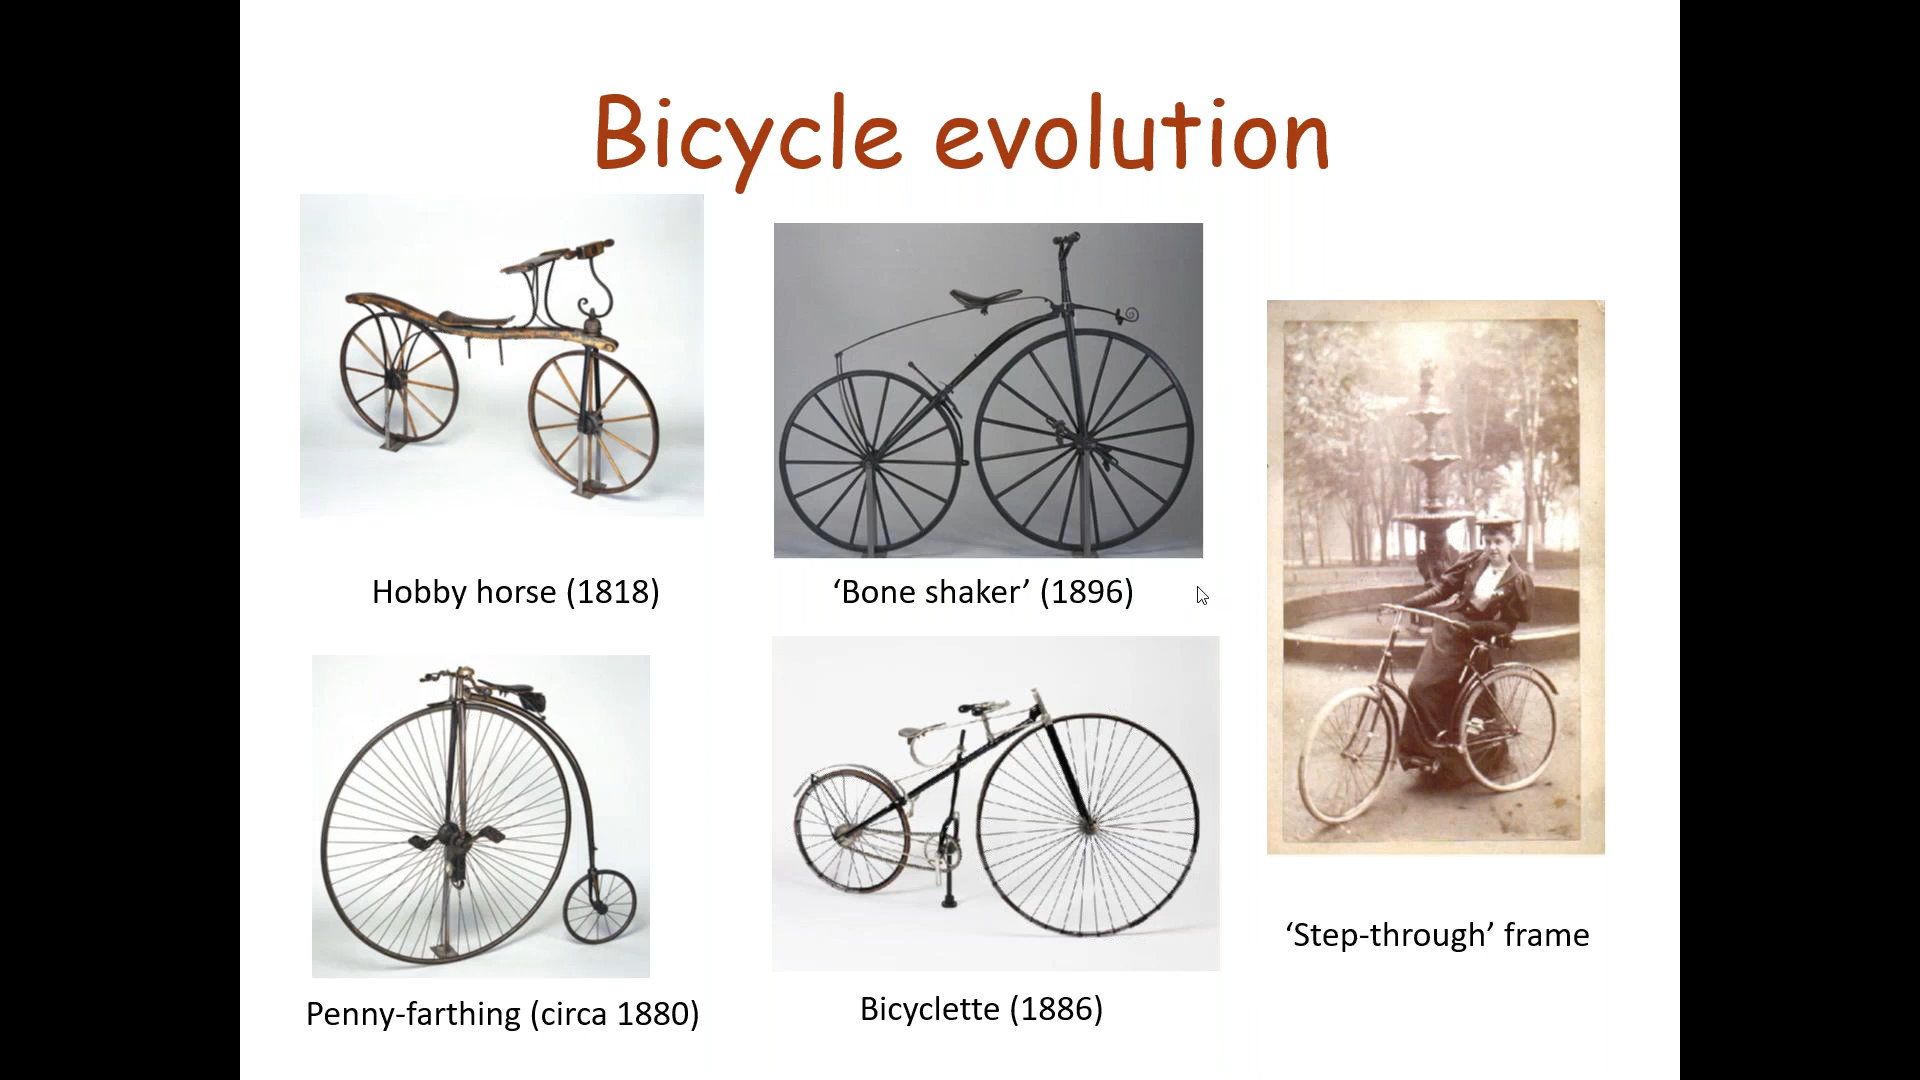 Bicycle evolution
Hobby horse (1818)
‘Bone shaker’ (1896)
Penny-farthing (circa 1880)
Bicyclette (1886)
‘Step-through’ frame